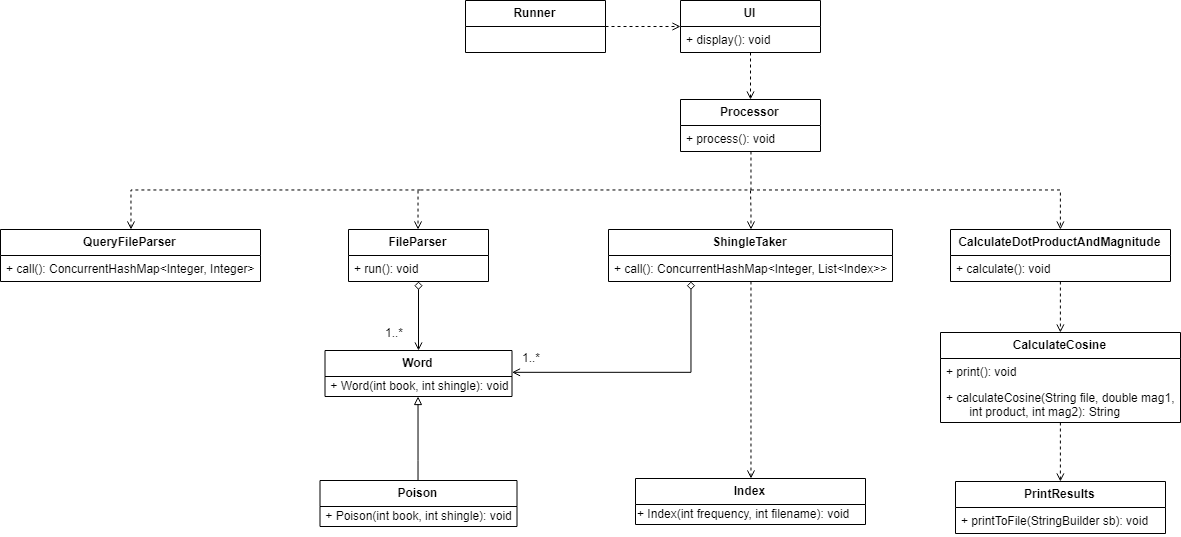 Runner
UI
+ display(): void
Processor
+ process(): void
QueryFileParser
+ call(): ConcurrentHashMap<Integer, Integer>
FileParser
+ run(): void
ShingleTaker
+ call(): ConcurrentHashMap<Integer, List<Index>>
CalculateDotProductAndMagnitude
+ calculate(): void
1..*
1..*
Word
+ Word(int book, int shingle): void
CalculateCosine
+ print(): void
+ calculateCosine(String file, double mag1,
int product, int mag2): String
Poison
+ Poison(int book, int shingle): void
Index
+ Index(int frequency, int filename): void
PrintResults
+ printToFile(StringBuilder sb): void